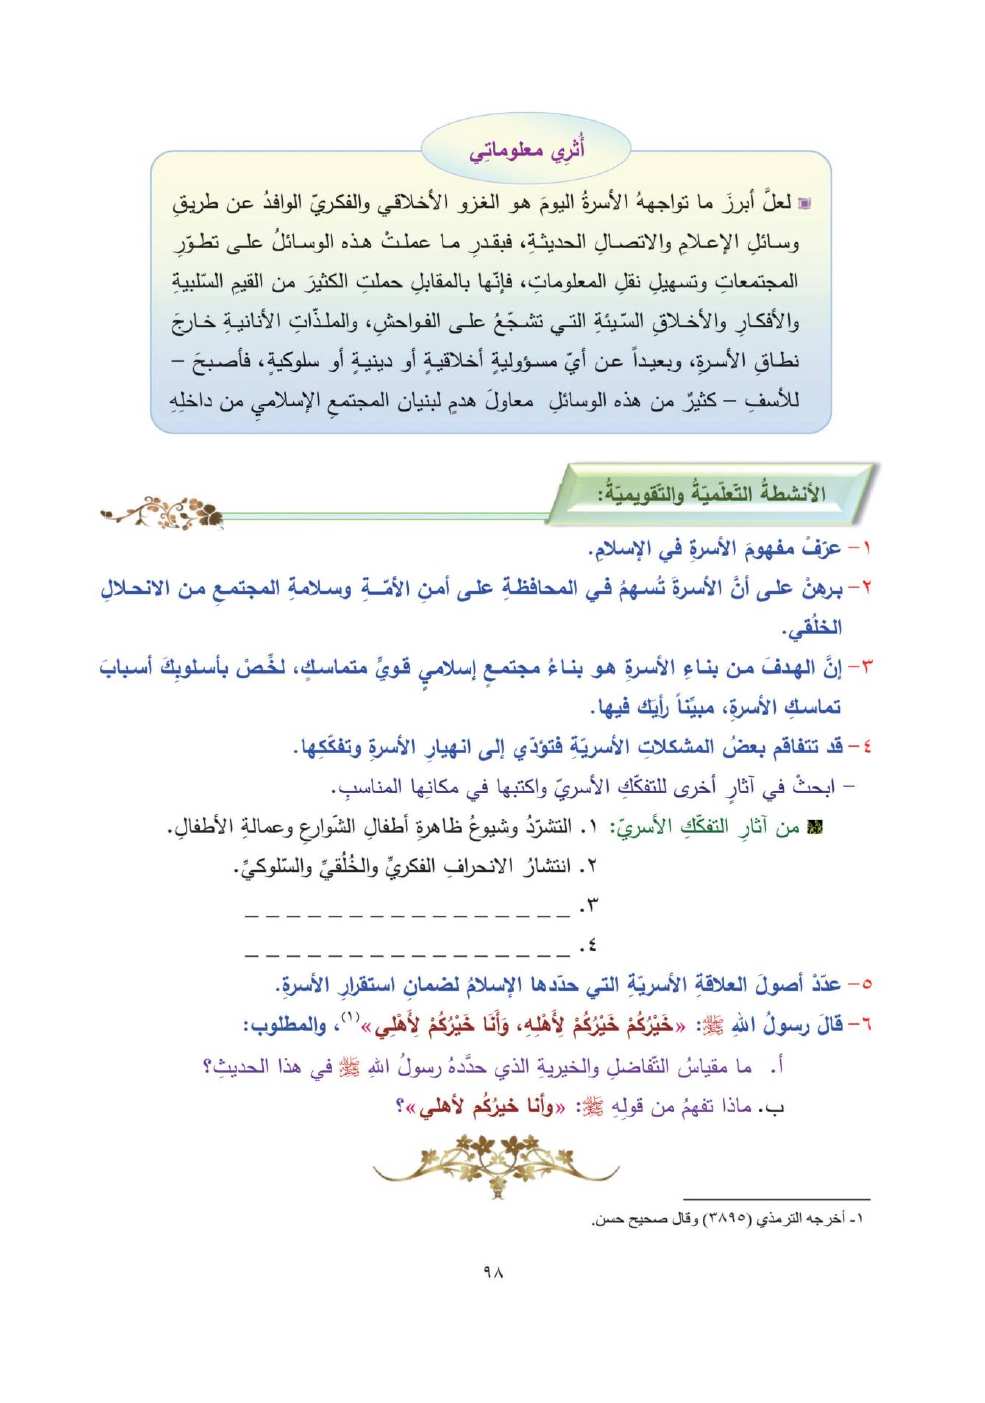 أُثرِي معلوماتِي
لعلَّ أبرزَ ما تواجههُ الأسرةُ اليومَ هو الغزو الأخلاقي والفكريّ الوافدُ عن طريقِ
وسائلِ الإعلامِ والاتصالِ الحديثةِ، فبقدرِ ما عملتْ هذه الوسائلُ على تطوّرِ
المجتمعاتِ وتسهيلِ نقلِ المعلوماتِ، فإنّها بالمقابلِ حملتِ الكثيرَ من القيمِ السّلبيةِ
والأفكارِ والأخلاقِ السّيئةِ التي تشجّعُ على الفواحشِ، والملذّاتِ الأنانيةِ خارجَ
نطاقِ الأسرةِ، وبعيداً عن أيّ مسؤوليةٍ أخلاقيةٍ أو دينيةٍ أو سلوكيةٍ، فأصبحَ –
للأسفِ – كثيرٌ من هذه الوسائلِ معاولَ هدمٍ لبنيان المجتمعِ الإسلاميِ من داخلِهِ
الأنشطةُ التّعلّميّةُ والتّقويميّةُ:
١- عرّفْ مفهومَ الأسرةِ في الإسلامِ.
٢- برهنْ على أنَّ الأسرةَ تُسهمُ في المحافظةِ على أمنِ الأمّةِ وسلامةِ المجتمعِ من الانحلالِ
الخلُقي.
٣- إنَّ الهدفَ من بناءِ الأسرةِ هو بناءُ مجتمعٍ إسلاميٍ قويٍّ متماسكٍ، لخِّصْ بأسلوبِكَ أسبابَ
تماسكِ الأسرةِ، مبيّناً رأيَك فيها.
٤- قد تتفاقم بعضُ المشكلاتِ الأسريّةِ فتؤدّي إلى انهيارِ الأسرةِ وتفكّكِها.
– ابحثْ في آثارٍ أخرى للتفكّكِ الأسريّ واكتبها في مكانِها المناسبِ.
من آثارِ التفكّكِ الأسريّ: ١. التشرّدُ وشيوعُ ظاهرةِ أطفالِ الشّوارعِ وعمالةِ الأطفالِ.
٢. انتشارُ الانحرافِ الفكريِّ والخُلُقيِّ والسّلوكيِّ.
٣. _ _ _ _ _ _ _ _ _ _ _ _ _ _ _ _
٤. _ _ _ _ _ _ _ _ _ _ _ _ _ _ _ _
٥- عدّدْ أصولَ العلاقةِ الأسريّةِ التي حدّدها الإسلامُ لضمانِ استقرارِ الأسرةِ.
٦- قالَ رسولُ اللهِ ﷺ: «خَيْرُكُمْ خَيْرُكُمْ لِأَهْلِهِ، وَأَنَا خَيْرُكُمْ لِأَهْلِي»(١)، والمطلوب:
أ. ما مقياسُ التّفاضلِ والخيريةِ الذي حدَّدهُ رسولُ اللهِ ﷺ في هذا الحديثِ؟
ب. ماذا تفهمُ من قولِهِ ﷺ: «وأنا خيرُكُم لأهلي»؟
١- أخرجه الترمذي (٣٨٩٥) وقال صحيح حسن.
٩٨